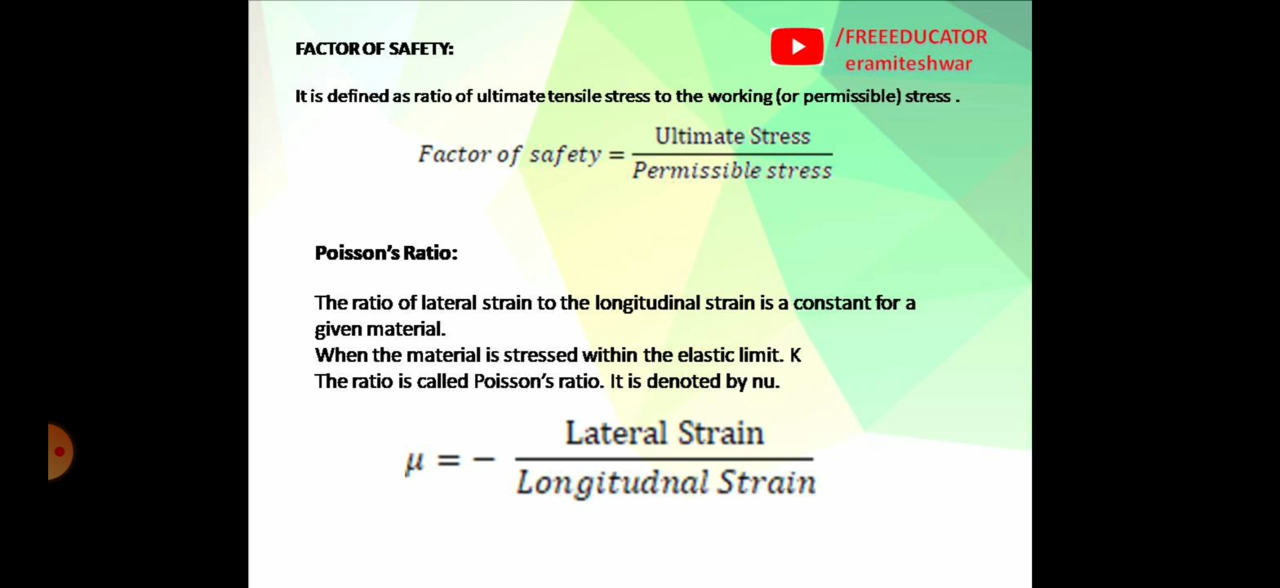 FACTOR OF SAFETY:
/FREEEDUCATOR
eramiteshwar
It is defined as ratio of ultimate tensile stress to the working (or permissible) stress .
Factor of safety = Ultimate Stress / Permissible stress
Poisson's Ratio:
The ratio of lateral strain to the longitudinal strain is a constant for a
given material.
When the material is stressed within the elastic limit. K
The ratio is called Poisson's ratio. It is denoted by nu.
μ = − Lateral Strain / Longitudnal Strain